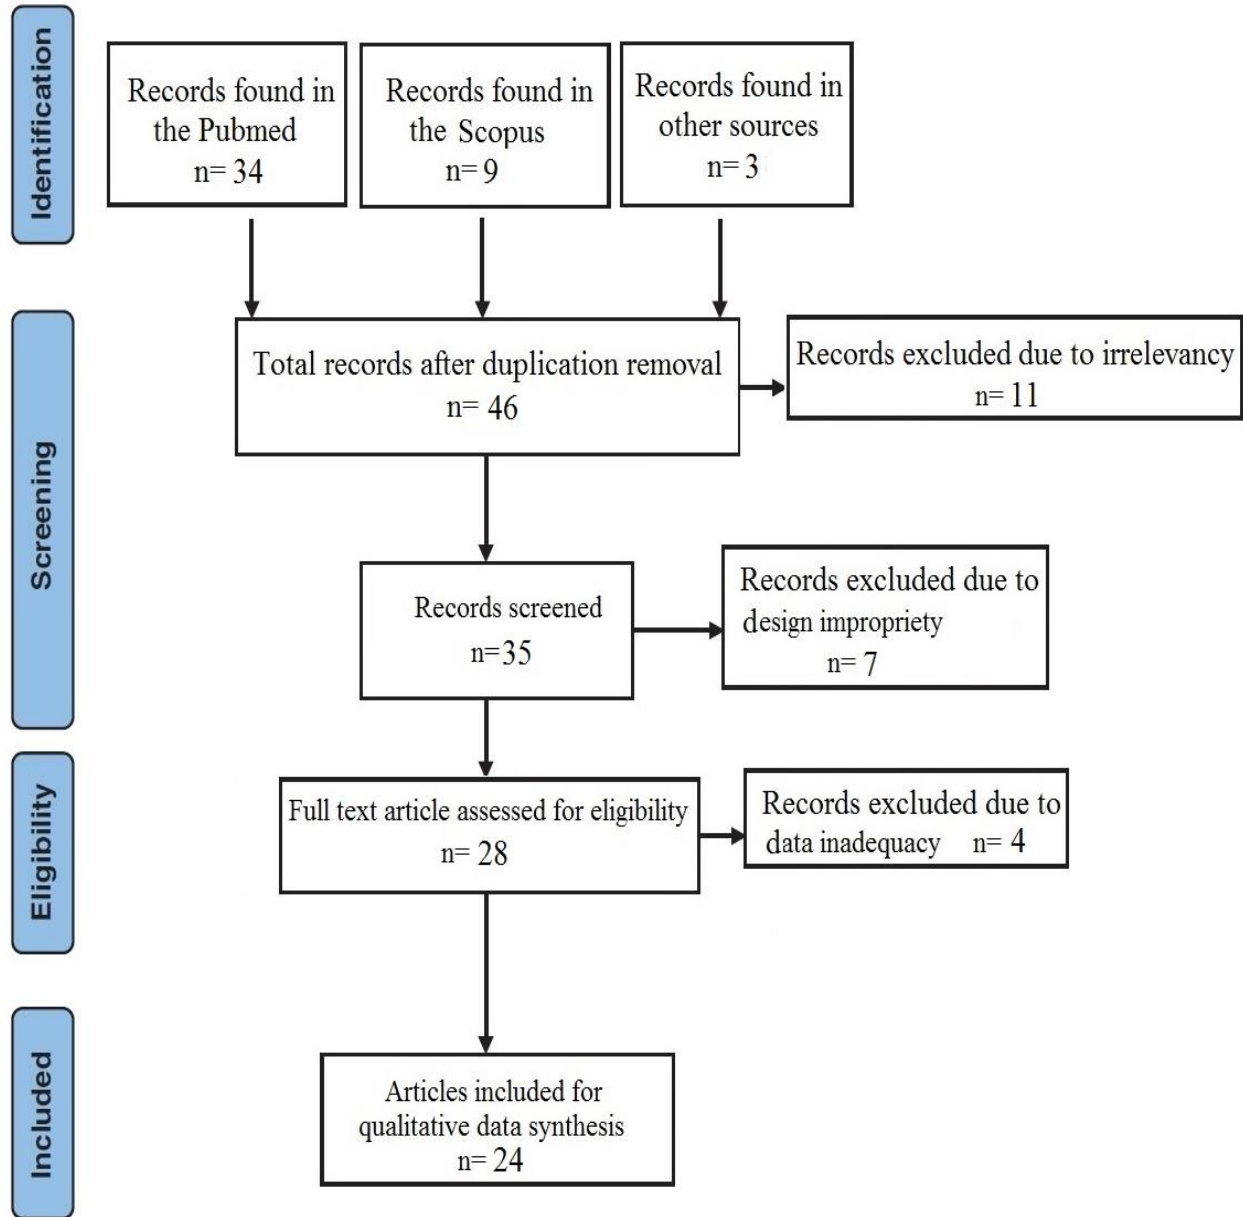 Identification
Records found in
the Pubmed
n= 34
Records found in
the Scopus
n= 9
Records found in
other sources
n= 3
Screening
Total records after duplication removal
n= 46
Records excluded due to irrelevancy
n= 11
Records screened
n=35
Records excluded due to
design impropriety
n= 7
Eligibility
Full text article assessed for eligibility
n= 28
Records excluded due to
data inadequacy n= 4
Included
Articles included for
qualitative data synthesis
n= 24